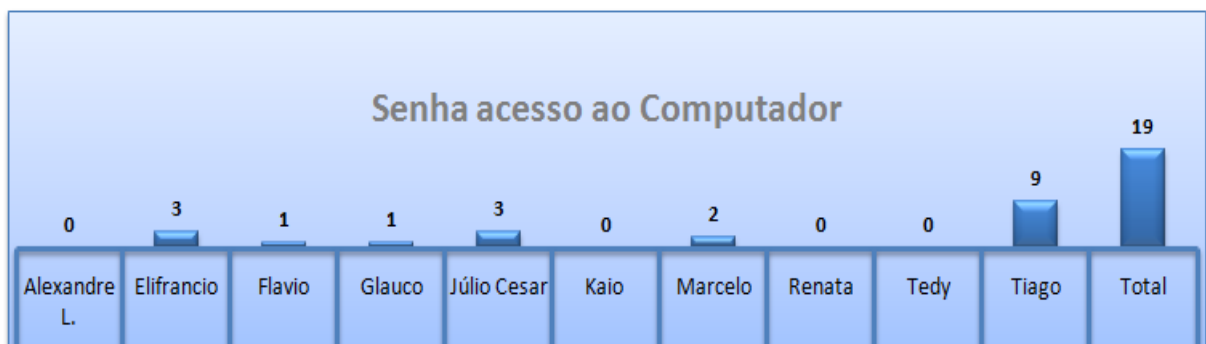 Senha acesso ao Computador
19
9
3
3
2
1
1
0
0
0
0
Alexandre L.
Elifrancio
Flavio
Glauco
Júlio Cesar
Kaio
Marcelo
Renata
Tedy
Tiago
Total